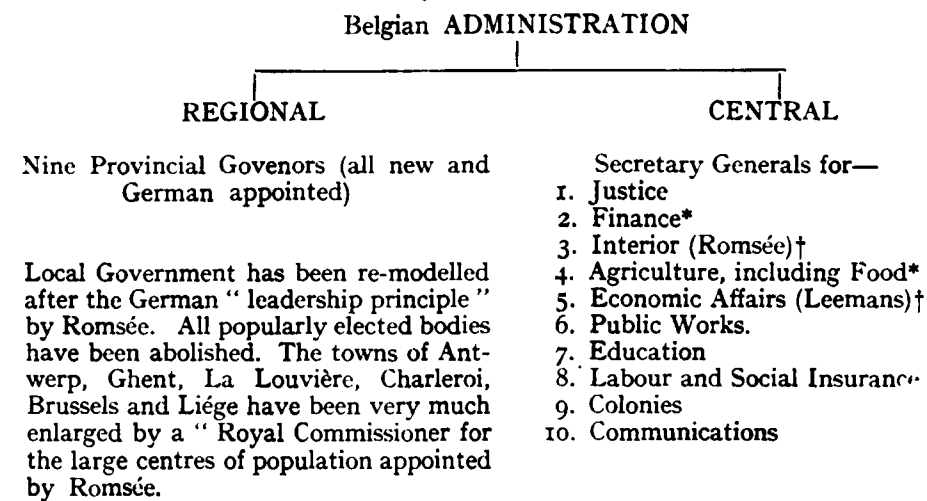 Belgian ADMINISTRATION
REGIONAL
Nine Provincial Govenors (all new and
German appointed)
Local Government has been re-modelled
after the German “ leadership principle ”
by Romsée. All popularly elected bodies
have been abolished. The towns of Ant-
werp, Ghent, La Louvière, Charleroi,
Brussels and Liége have been very much
enlarged by a “ Royal Commissioner for
the large centres of population appointed
by Romsée.
CENTRAL
Secretary Generals for—
1. Justice
2. Finance*
3. Interior (Romsée)†
4. Agriculture, including Food*
5. Economic Affairs (Leemans)†
6. Public Works.
7. Education
8. Labour and Social Insurance
9. Colonies
10. Communications